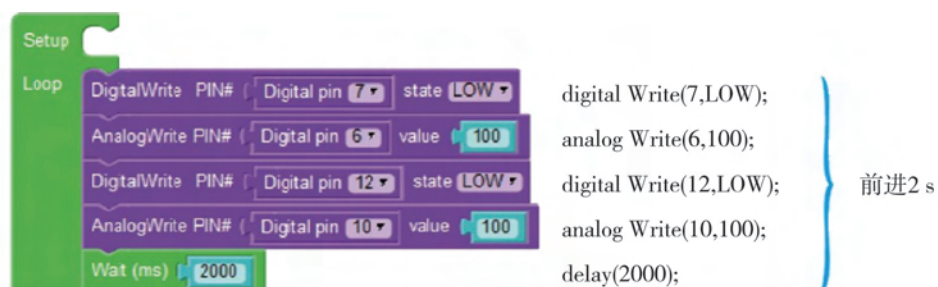 Setup
Loop
DigitalWrite PIN# Digital pin 7 state LOW
digital Write(7,LOW);
AnalogWrite PIN# Digital pin 6 value 100
analog Write(6,100);
DigitalWrite PIN# Digital pin 12 state LOW
digital Write(12,LOW);
前进2 s
AnalogWrite PIN# Digital pin 10 value 100
analog Write(10,100);
Wat (ms) 2000
delay(2000);